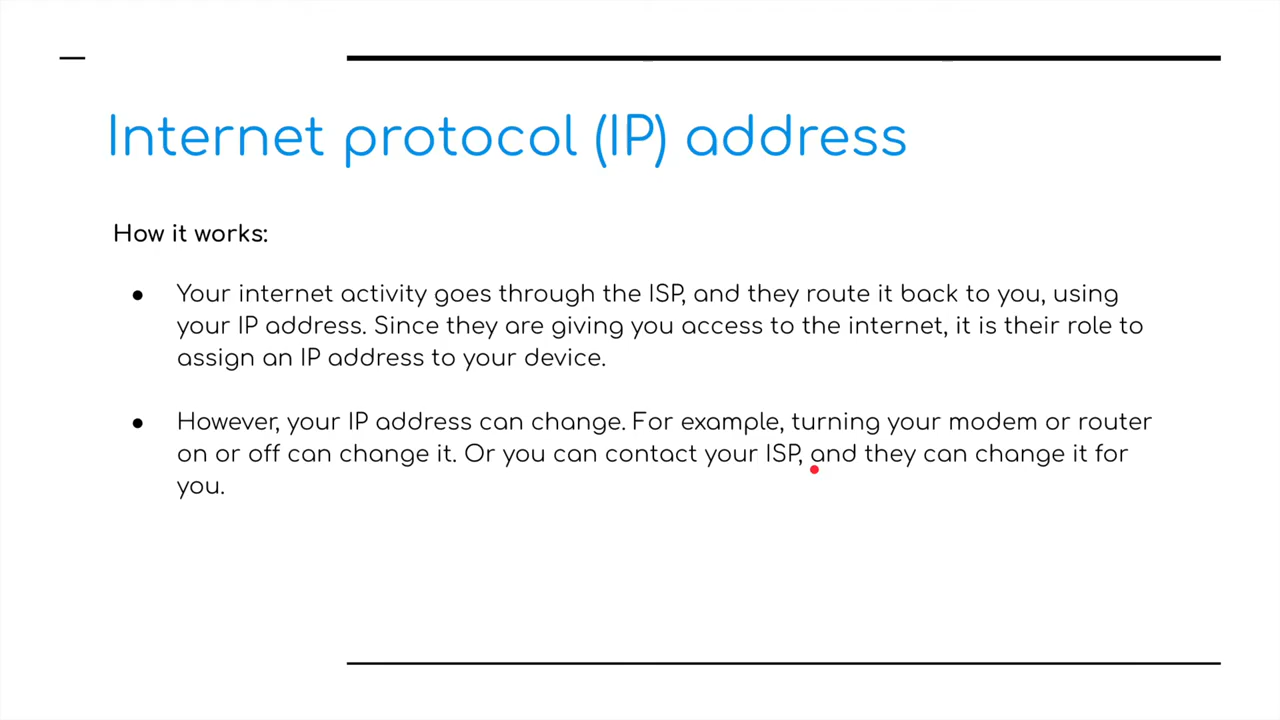 Internet protocol (IP) address
How it works:
● Your internet activity goes through the ISP, and they route it back to you, using
your IP address. Since they are giving you access to the internet, it is their role to
assign an IP address to your device.
● However, your IP address can change. For example, turning your modem or router
on or off can change it. Or you can contact your ISP, and they can change it for
you.